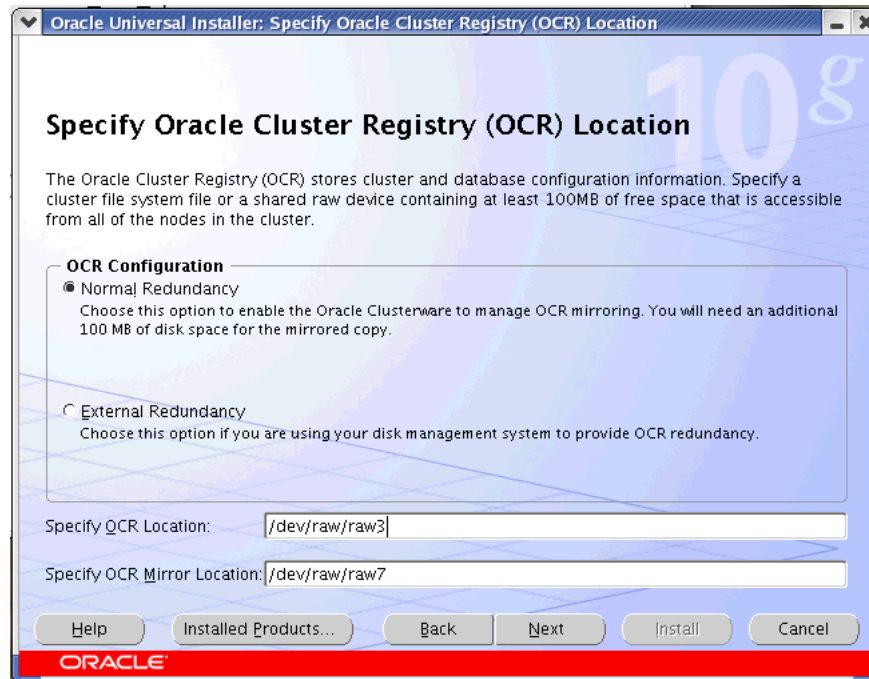 Oracle Universal Installer: Specify Oracle Cluster Registry (OCR) Location
10g
Specify Oracle Cluster Registry (OCR) Location
The Oracle Cluster Registry (OCR) stores cluster and database configuration information. Specify a
cluster file system file or a shared raw device containing at least 100MB of free space that is accessible
from all of the nodes in the cluster.
OCR Configuration
Normal Redundancy
Choose this option to enable the Oracle Clusterware to manage OCR mirroring. You will need an additional
100 MB of disk space for the mirrored copy.
External Redundancy
Choose this option if you are using your disk management system to provide OCR redundancy.
Specify OCR Location: /dev/raw/raw3
Specify OCR Mirror Location: /dev/raw/raw7
Help Installed Products... Back Next Install Cancel
ORACLE